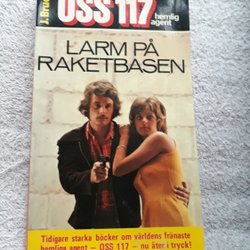 J. Bru
OSS 117
hemlig
agent
LARM PÅ
RAKETBASEN
Tidigare starka böcker om världens fränaste
hemliga agent – OSS 117 – nu åter i tryck!